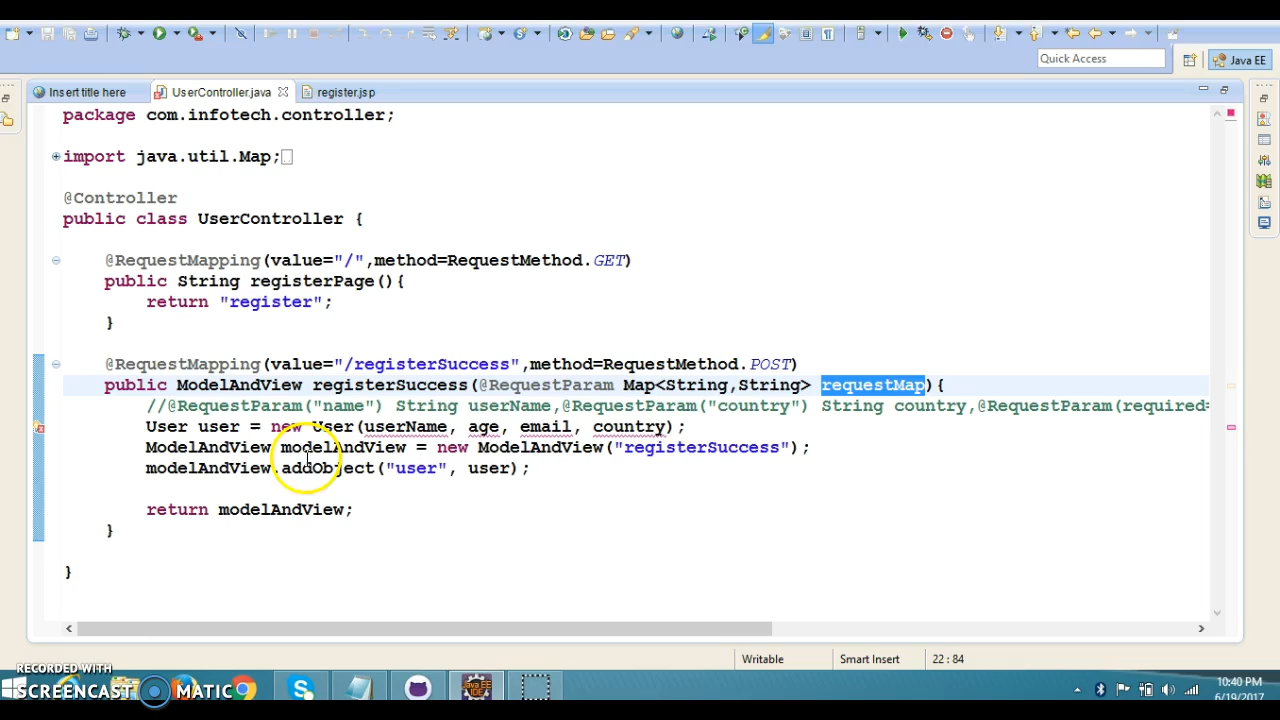 Quick Access
Java EE
Insert title here
UserController.java
register.jsp
package com.infotech.controller;
import java.util.Map;
@Controller
public class UserController {
@RequestMapping(value="/",method=RequestMethod.GET)
public String registerPage(){
return "register";
}
@RequestMapping(value="/registerSuccess",method=RequestMethod.POST)
public ModelAndView registerSuccess(@RequestParam Map<String,String> requestMap){
//@RequestParam("name") String userName,@RequestParam("country") String country,@RequestParam(required=
User user = new User(userName, age, email, country);
ModelAndView modelAndView = new ModelAndView("registerSuccess");
modelAndView.addObject("user", user);
return modelAndView;
}
}
Writable
Smart Insert
22 : 84
RECORDED WITH
SCREENCAST MATIC
Java EE
IDE
10:40 PM
6/19/2017